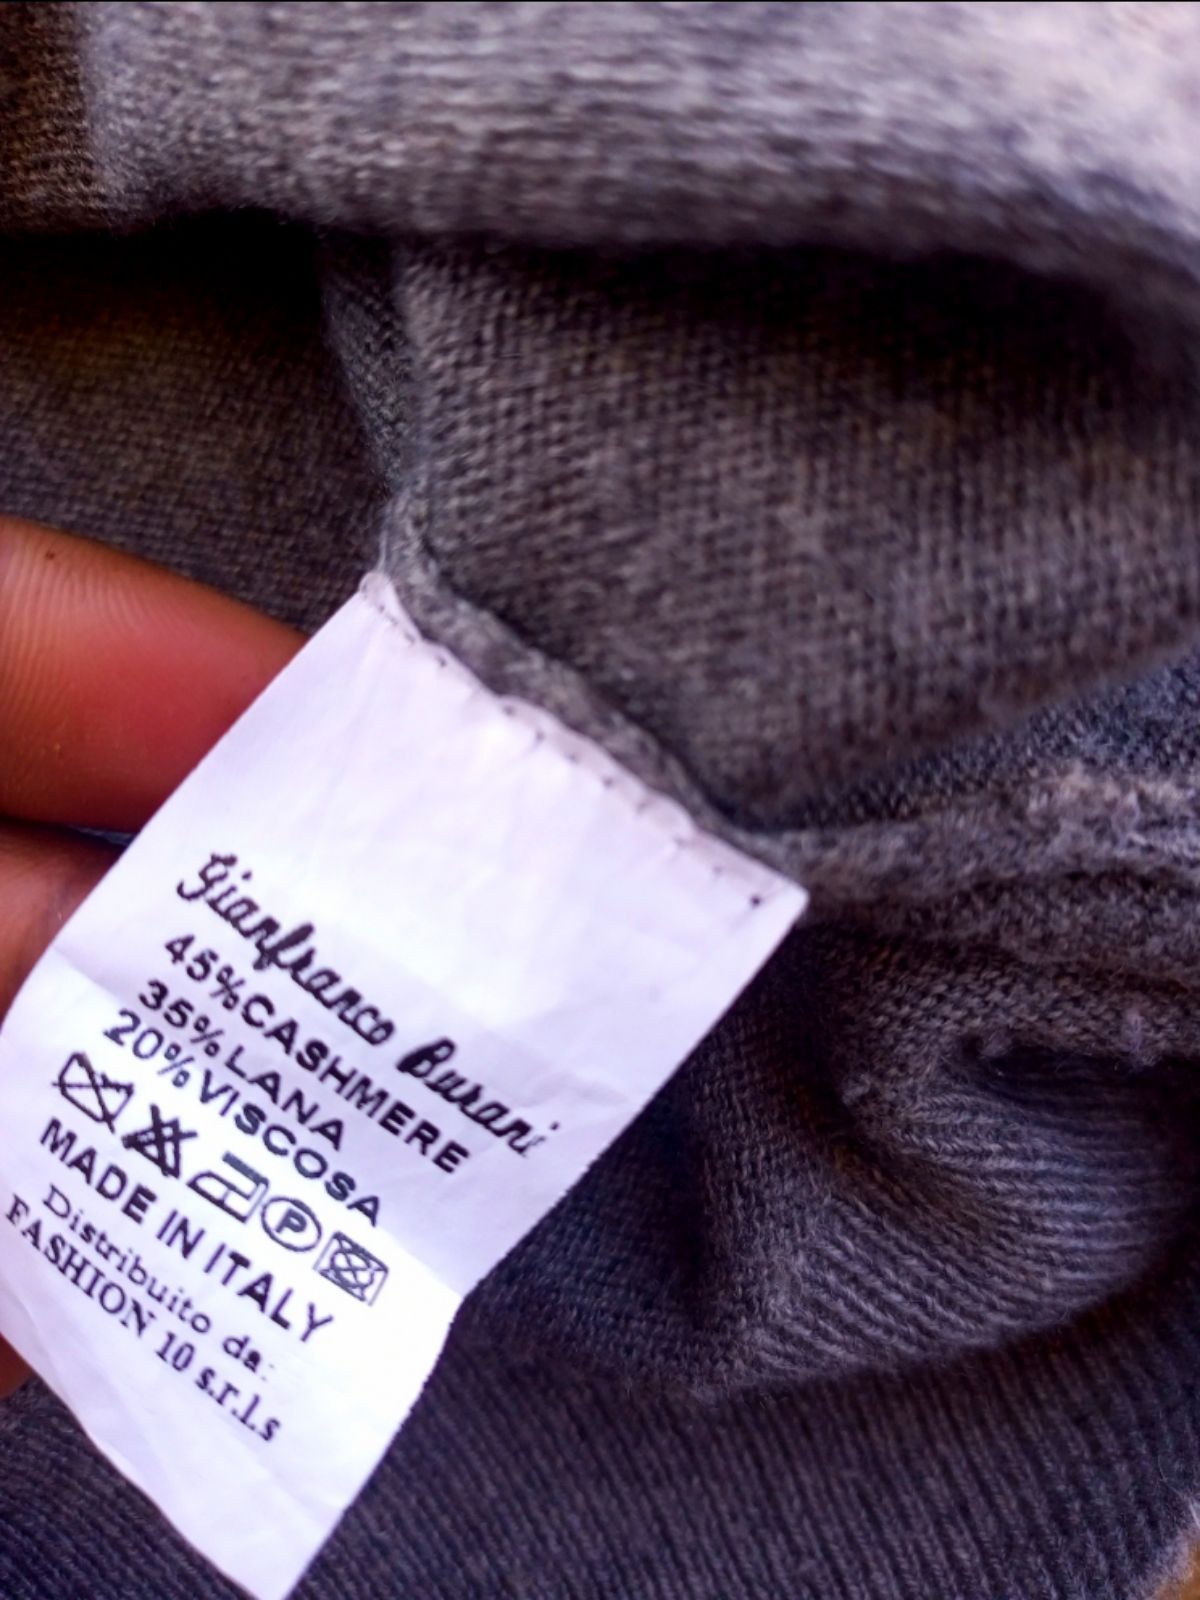 Gianfranco Burani
45% CASHMERE
35% LANA
20% VISCOSA
P
MADE IN ITALY
Distribuito da:
FASHION 10 s.r.l.s